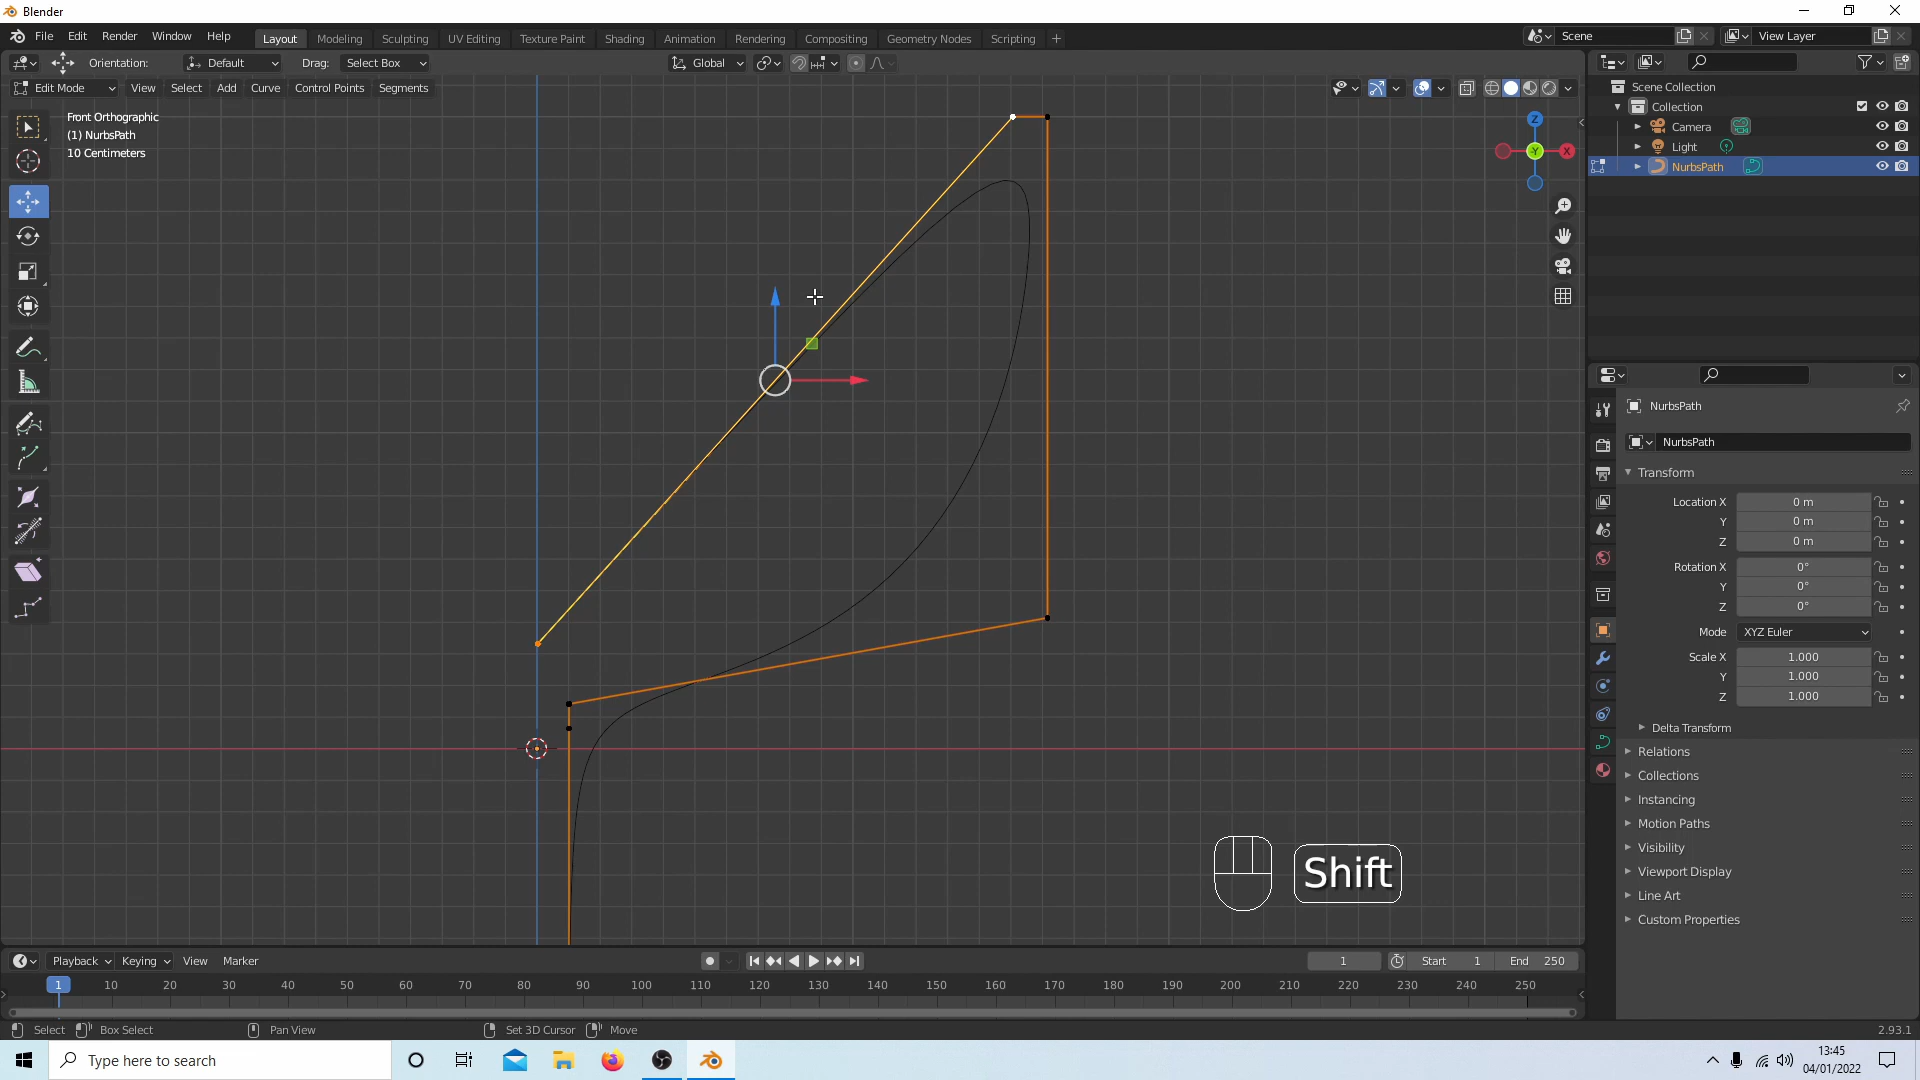 Blender
File Edit Render Window Help Layout Modeling Sculpting UV Editing Texture Paint Shading Animation Rendering Compositing Geometry Nodes Scripting + Scene View Layer
Orientation: Default Drag: Select Box Global
Edit Mode View Select Add Curve Control Points Segments
Front Orthographic
(1) NurbsPath
10 Centimeters
Z
Y
X
Scene Collection
Collection
Camera
Light
NurbsPath
NurbsPath
NurbsPath
Transform
Location X 0 m
Y 0 m
Z 0 m
Rotation X 0°
Y 0°
Z 0°
Mode XYZ Euler
Scale X 1.000
Y 1.000
Z 1.000
Delta Transform
Relations
Collections
Instancing
Motion Paths
Visibility
Viewport Display
Line Art
Custom Properties
Shift
Playback Keying View Marker 1 Start 1 End 250
1 10 20 30 40 50 60 70 80 90 100 110 120 130 140 150 160 170 180 190 200 210 220 230 240 250
Select Box Select Pan View Set 3D Cursor Move 2.93.1
Type here to search
13:45
04/01/2022